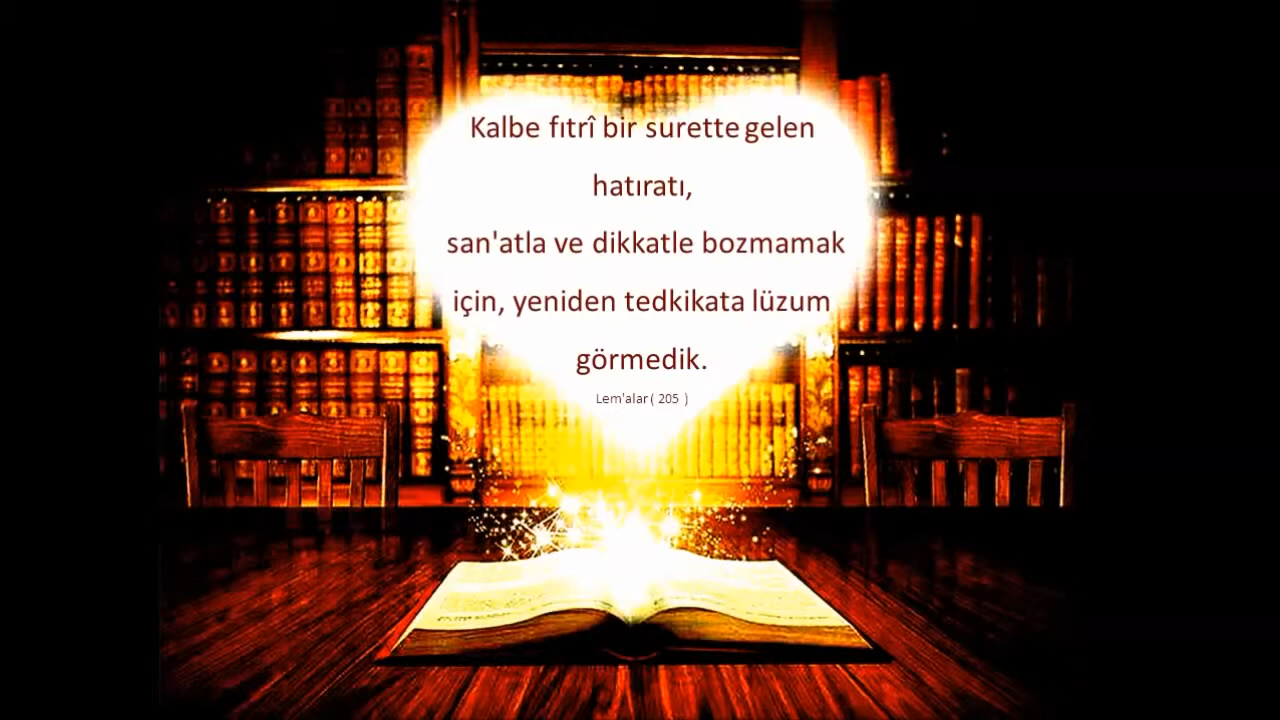 Kalbe fıtrî bir surette gelen
hatıratı,
san'atla ve dikkatle bozmamak
için, yeniden tedkikata lüzum
görmedik.
Lem'alar ( 205 )